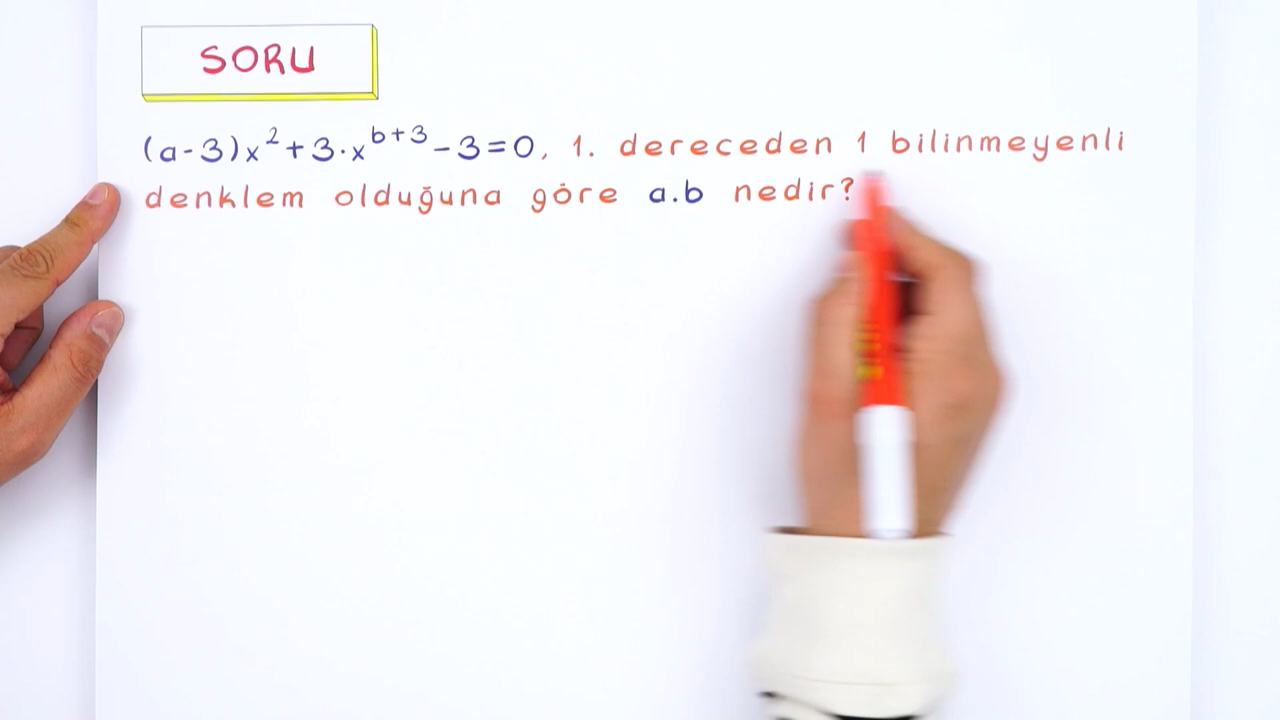 SORU
(a-3)x²+3·x^{b+3}-3=0, 1. dereceden 1 bilinmeyenli
denklem olduğuna göre a.b nedir?